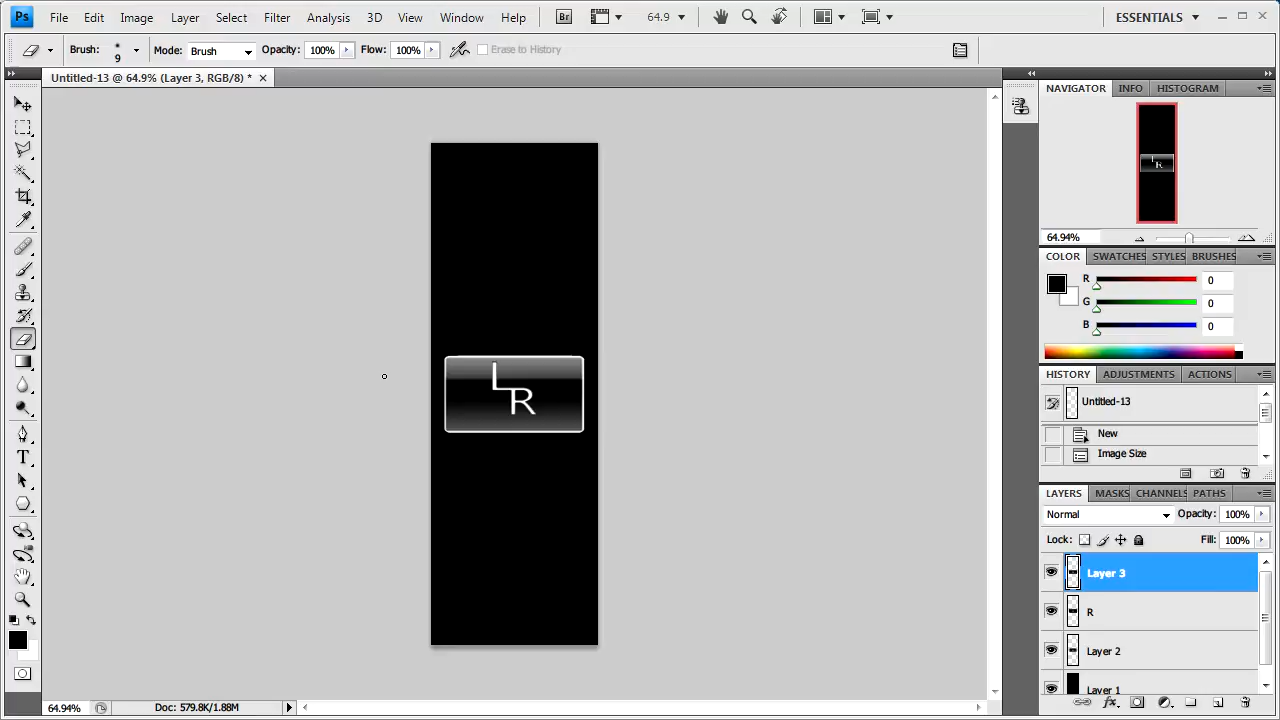 Ps File Edit Image Layer Select Filter Analysis 3D View Window Help Br 64.9 ESSENTIALS
Brush: 9 Mode: Brush Opacity: 100% Flow: 100% Erase to History
Untitled-13 @ 64.9% (Layer 3, RGB/8) *
NAVIGATOR INFO HISTOGRAM
L
R
64.94%
COLOR SWATCHES STYLES BRUSHES
R 0
G 0
B 0
HISTORY ADJUSTMENTS ACTIONS
Untitled-13
New
Image Size
LAYERS MASKS CHANNELS PATHS
Normal Opacity: 100%
Lock: Fill: 100%
Layer 3
R
Layer 2
Layer 1
fx
T
L
R
64.94% Doc: 579.8K/1.88M